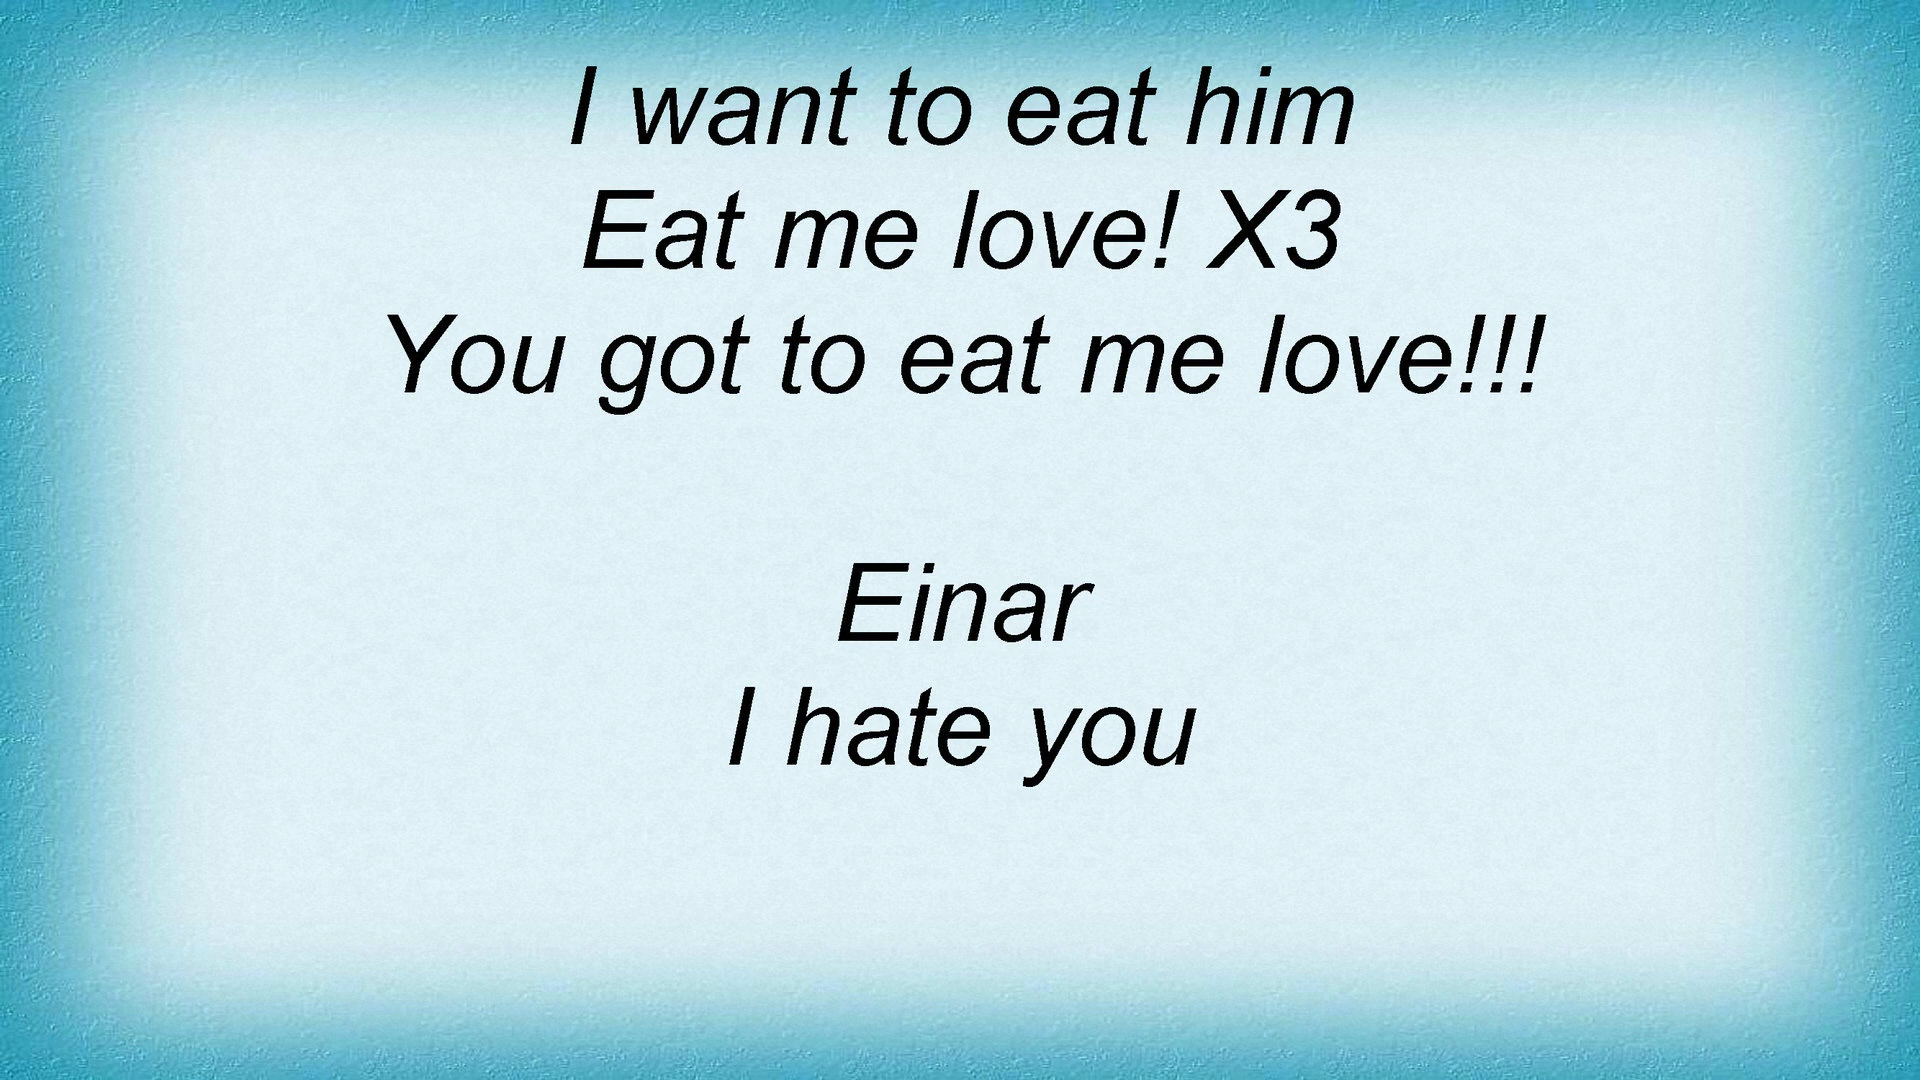 I want to eat him
Eat me love! X3
You got to eat me love!!!
Einar
I hate you